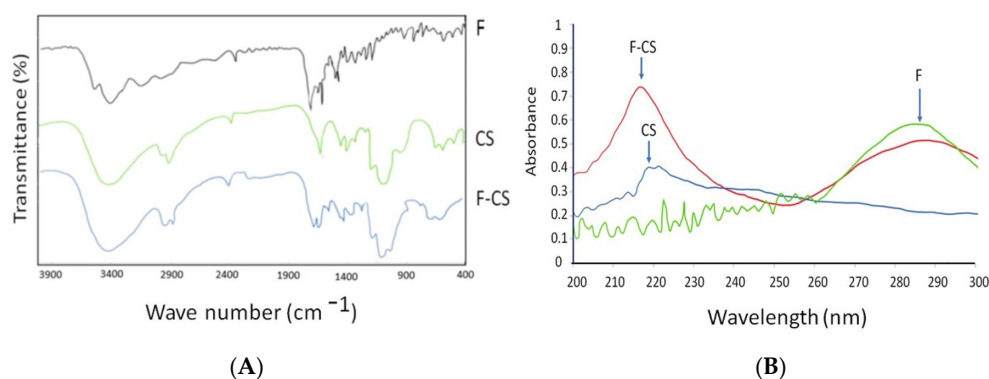 F
CS
F-CS
Transmittance (%)
3900 3400 2900 2400 1900 1400 900 400
Wave number (cm⁻¹)
(A)
1
0.9
0.8
0.7
0.6
0.5
0.4
0.3
0.2
0.1
0
Absorbance
F-CS
CS
F
200 210 220 230 240 250 260 270 280 290 300
Wavelength (nm)
(B)